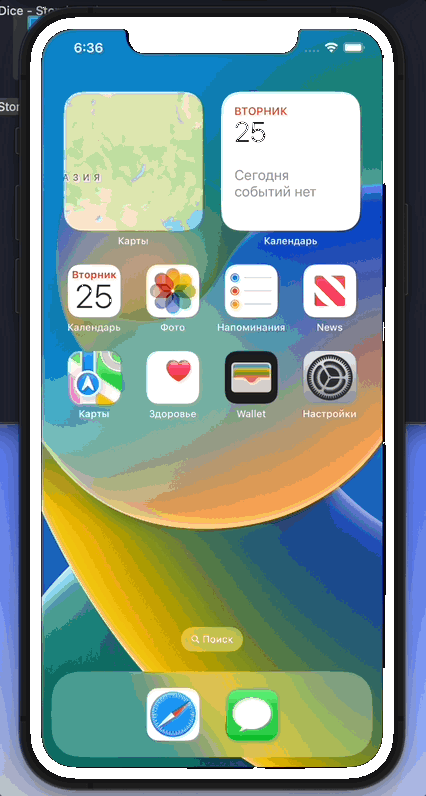 Dice - Sto
Stor
6:36
АЗИЯ
ВТОРНИК
25
Сегодня
событий нет
Карты
Календарь
Вторник
25
Календарь
Фото
Напоминания
News
Карты
Здоровье
Wallet
Настройки
Поиск